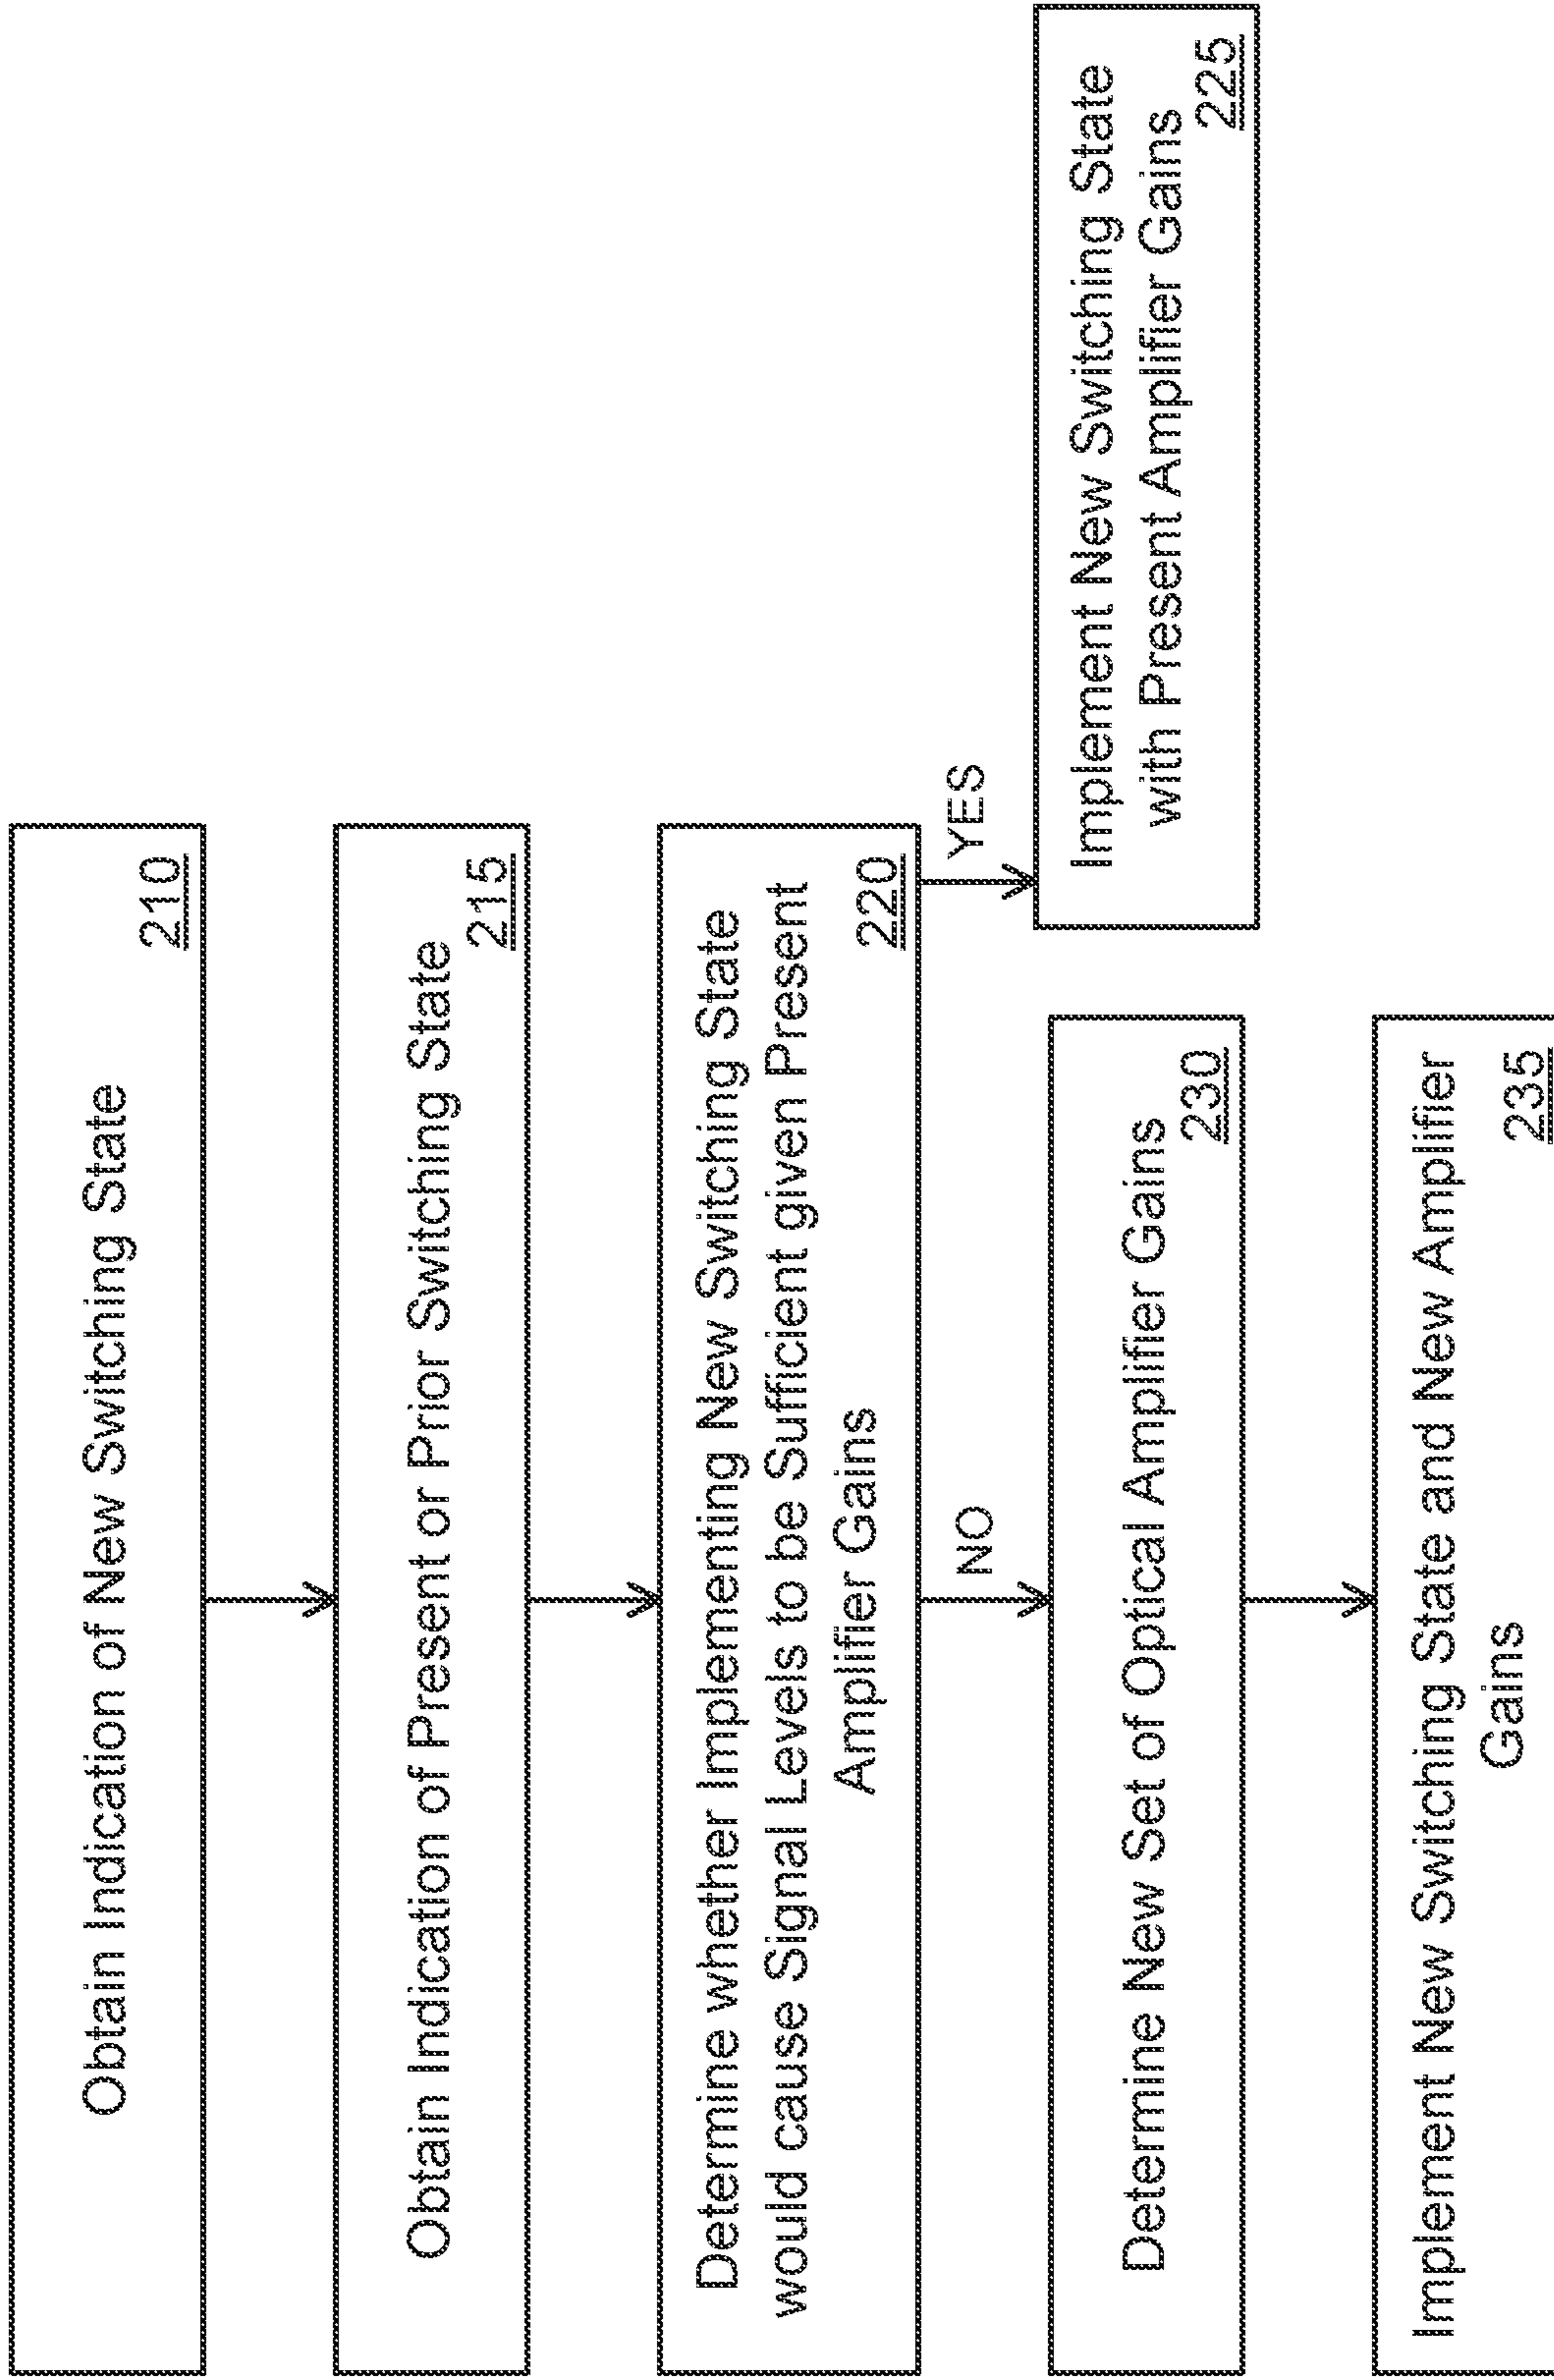 Obtain Indication of New Switching State
210
Obtain Indication of Present or Prior Switching State
215
Determine whether Implementing New Switching State
would cause Signal Levels to be Sufficient given Present
Amplifier Gains
220
YES
Implement New Switching State
with Present Amplifier Gains
225
NO
Determine New Set of Optical Amplifier Gains
230
Implement New Switching State and New Amplifier
Gains
235